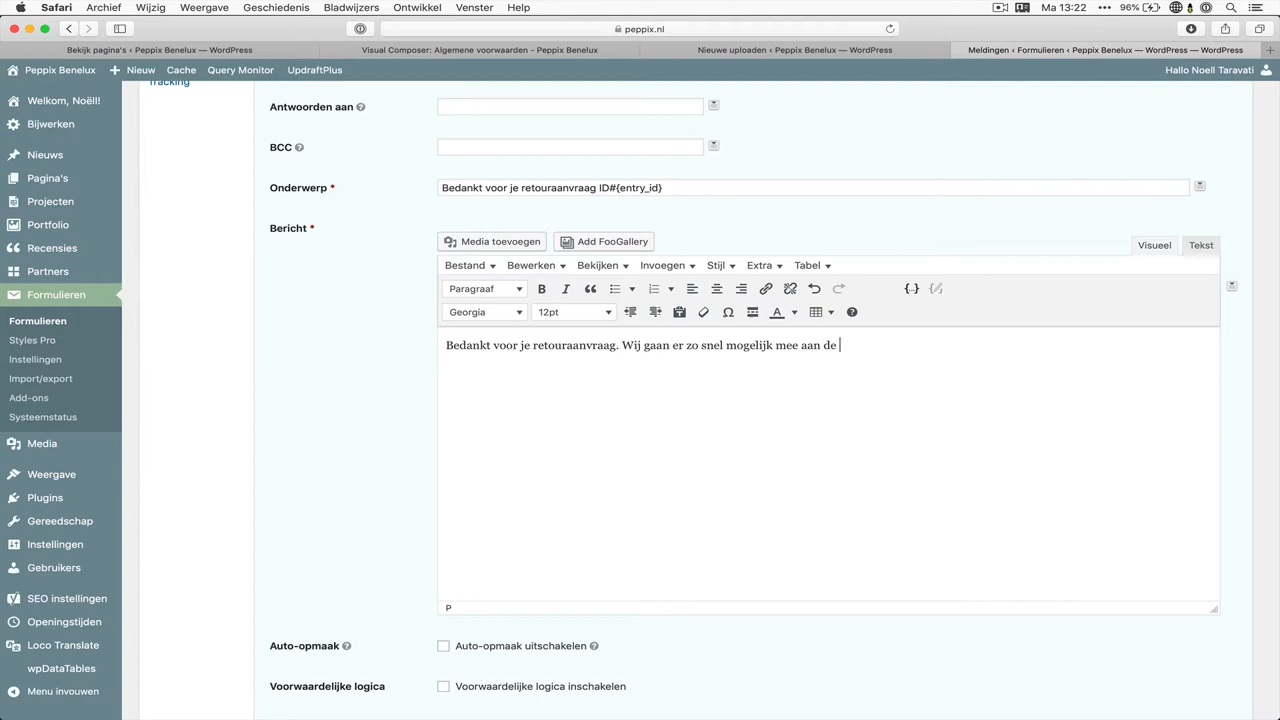 Safari Archief Wijzig Weergave Geschiedenis Bladwijzers Ontwikkel Venster Help Ma 13:22 96%
peppix.nl
Bekijk pagina's < Peppix Benelux — WordPress Visual Composer: Algemene voorwaarden - Peppix Benelux Nieuwe uploaden < Peppix Benelux — WordPress Meldingen < Formulieren < Peppix Benelux — WordPress — WordPress
Peppix Benelux Nieuw Cache Query Monitor UpdraftPlus Hallo Noell Taravati
Tracking
Welkom, Noëll!
Bijwerken
Nieuws
Pagina's
Projecten
Portfolio
Recensies
Partners
Formulieren
Formulieren
Styles Pro
Instellingen
Import/export
Add-ons
Systeemstatus
Media
Weergave
Plugins
Gereedschap
Instellingen
Gebruikers
SEO instellingen
Openingstijden
Loco Translate
wpDataTables
Menu invouwen
Antwoorden aan
BCC
Onderwerp * Bedankt voor je retouraanvraag ID#{entry_id}
Bericht *
Media toevoegen Add FooGallery
Visueel Tekst
Bestand Bewerken Bekijken Invoegen Stijl Extra Tabel
Paragraaf B I
Georgia 12pt A
Bedankt voor je retouraanvraag. Wij gaan er zo snel mogelijk mee aan de
P
Auto-opmaak Auto-opmaak uitschakelen
Voorwaardelijke logica Voorwaardelijke logica inschakelen